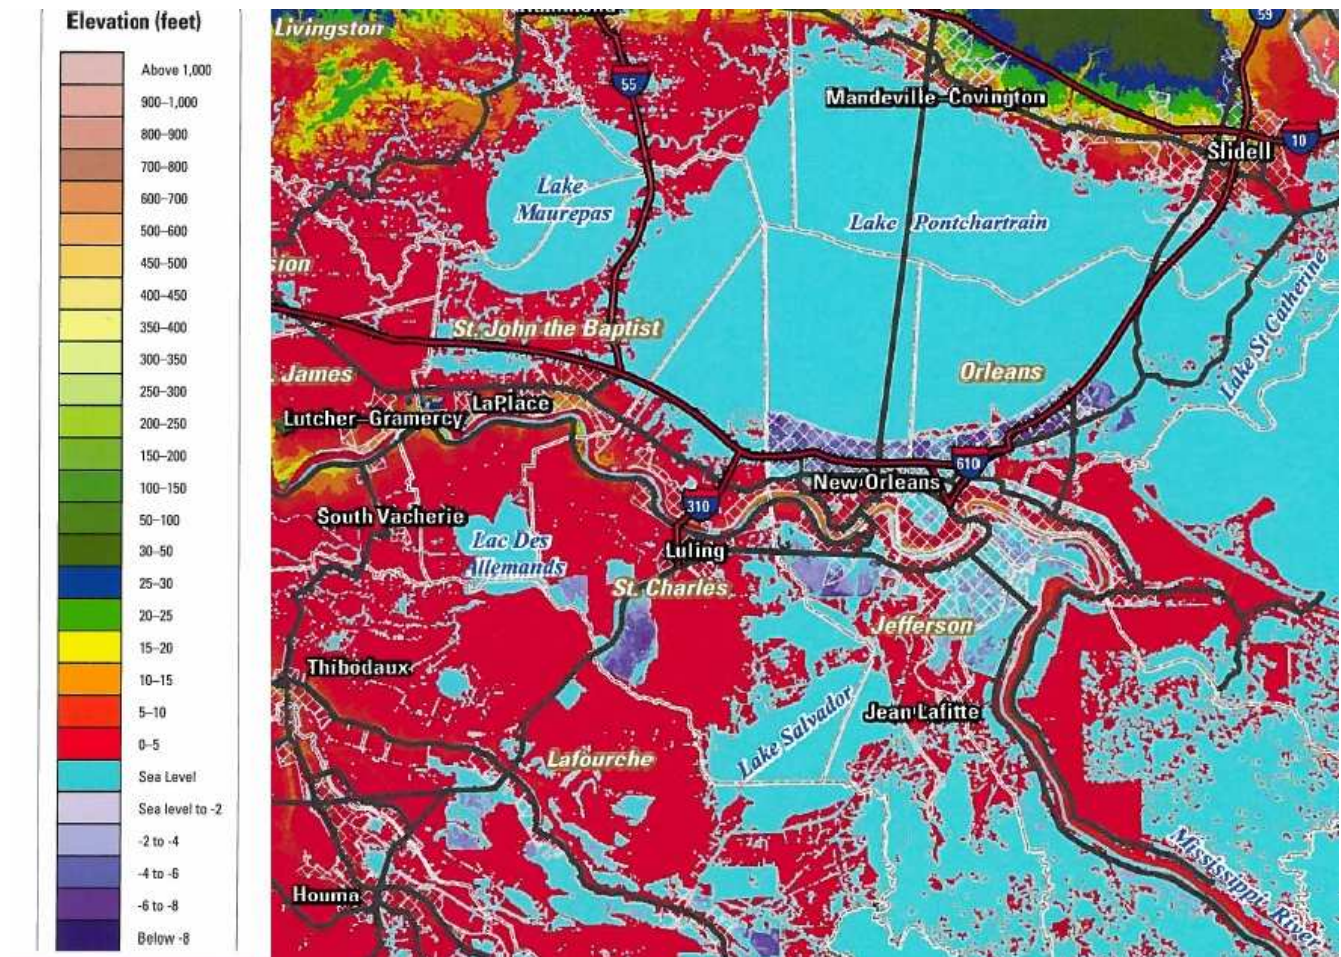 Elevation (feet)
Above 1,000
900–1,000
800–900
700–800
600–700
500–600
450–500
400–450
350–400
300–350
250–300
200–250
150–200
100–150
50–100
30–50
25–30
20–25
15–20
10–15
5–10
0–5
Sea Level
Sea level to -2
-2 to -4
-4 to -6
-6 to -8
Below -8
Livingston
59
55
Mandeville–Covington
10
Slidell
Lake
Maurepas
Lake Pontchartrain
sion
Lake St Catherine
St. John the Baptist
James
Orleans
LaPlace
Lutcher–Gramercy
610
New Orleans
310
South Vacherie
Lac Des
Allemands
Luling
St. Charles
Jefferson
Thibodaux
Jean Lafitte
Lake Salvador
Lafourche
Mississippi River
Houma